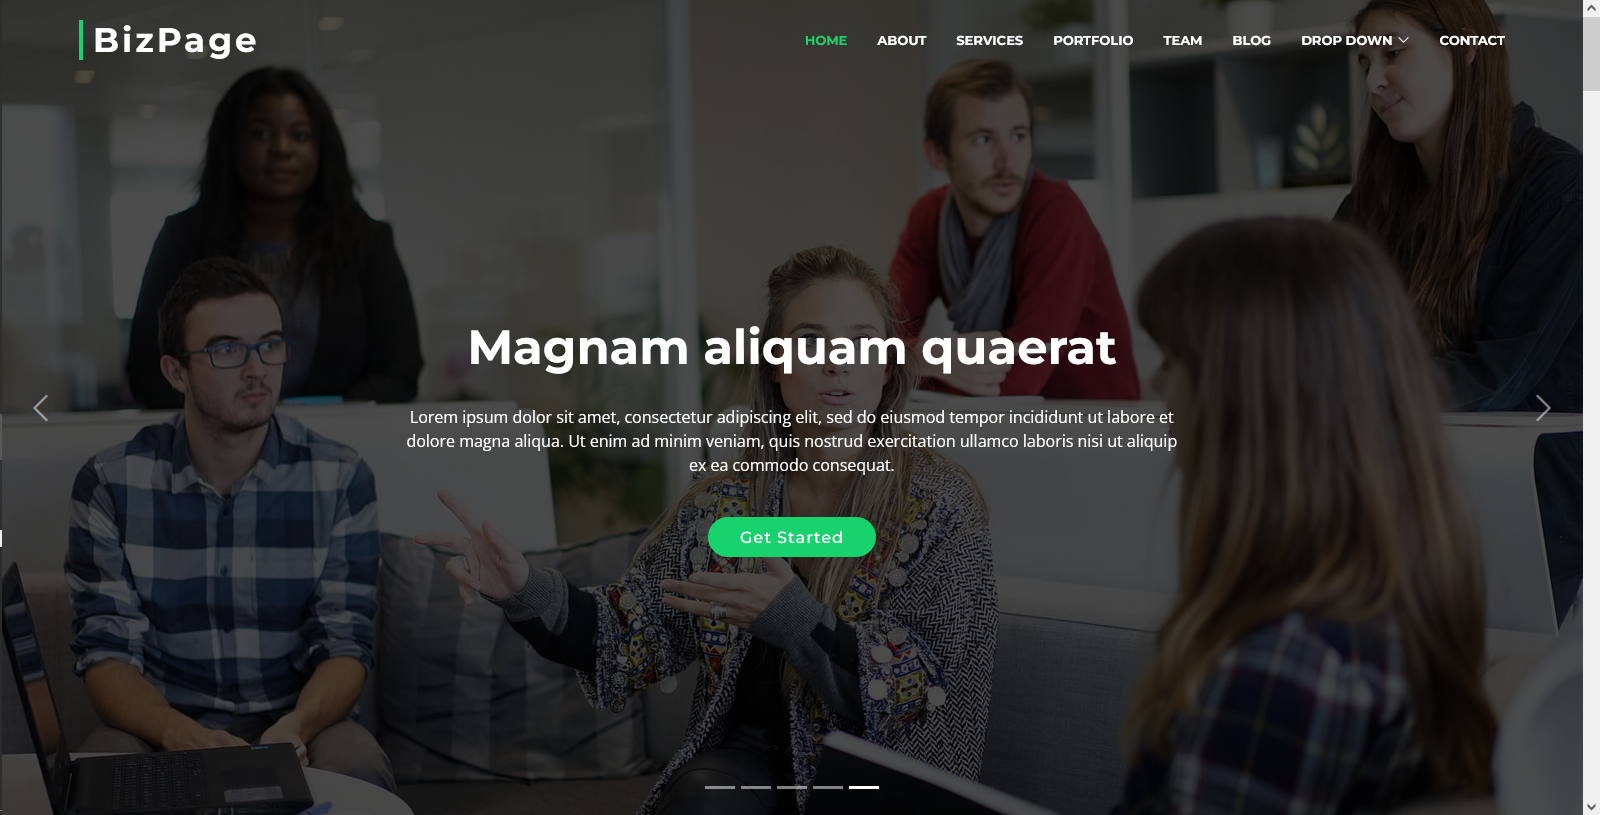 BizPage
HOME ABOUT SERVICES PORTFOLIO TEAM BLOG DROP DOWN CONTACT
Magnam aliquam quaerat
Lorem ipsum dolor sit amet, consectetur adipiscing elit, sed do eiusmod tempor incididunt ut labore et
dolore magna aliqua. Ut enim ad minim veniam, quis nostrud exercitation ullamco laboris nisi ut aliquip
ex ea commodo consequat.
Get Started